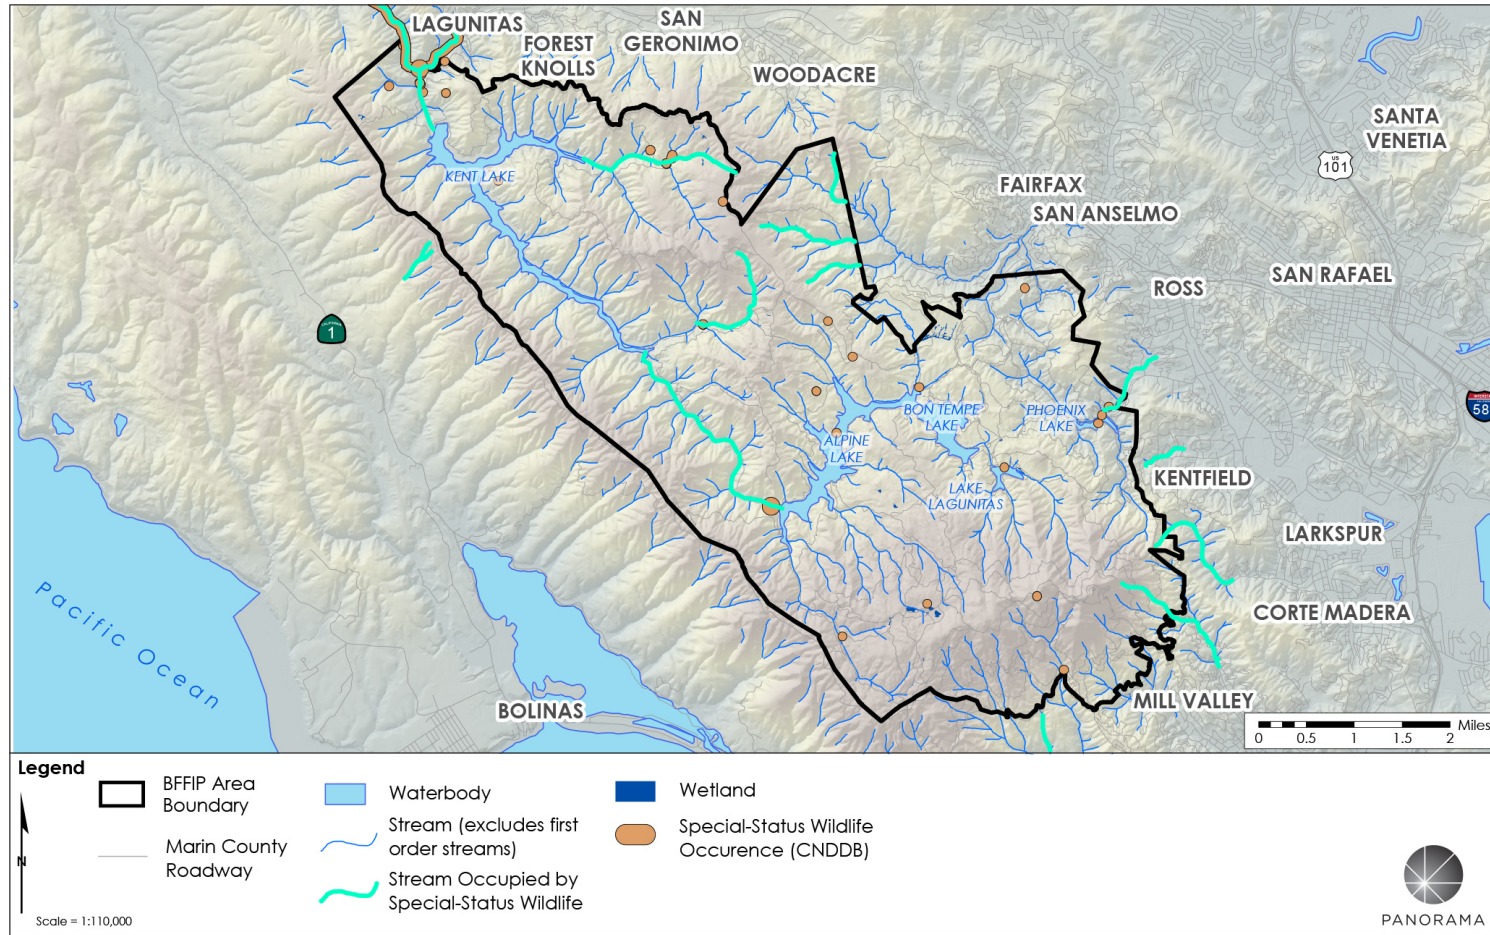 LAGUNITAS
SAN
GERONIMO
FOREST
KNOLLS
WOODACRE
SANTA
VENETIA
US
101
KENT LAKE
FAIRFAX
SAN ANSELMO
SAN RAFAEL
ROSS
CALIFORNIA
1
58
BON TEMPE
LAKE
PHOENIX
LAKE
ALPINE
LAKE
LAKE
LAGUNITAS
KENTFIELD
LARKSPUR
CORTE MADERA
Pacific Ocean
BOLINAS
MILL VALLEY
0 0.5 1 1.5 2 Miles
Legend
BFFIP Area
Boundary
Marin County
Roadway
Waterbody
Stream (excludes first
order streams)
Stream Occupied by
Special-Status Wildlife
Wetland
Special-Status Wildlife
Occurence (CNDDB)
N
Scale = 1:110,000
PANORAMA